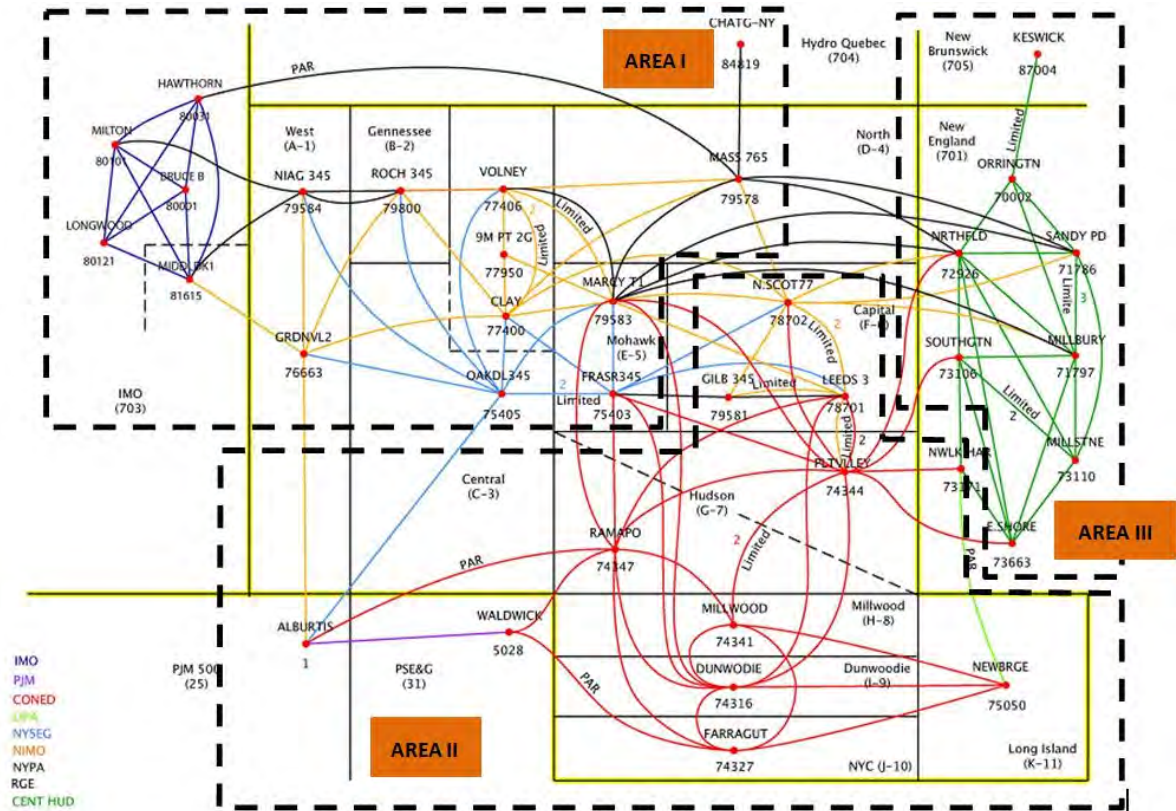 CHATG-NY
84819
AREA I
Hydro Quebec
(704)
New
Brunswick
(705)
KESWICK
87004
PAR
HAWTHORN
80031
MILTON
80101
BRUCE B
80001
LONGWOOD
80121
MIDDLDK1
81615
West
(A-1)
Gennessee
(B-2)
North
(D-4)
New
England
(701)
Limited
ORRINGTN
70002
MASS 765
79578
NIAG 345
79584
ROCH 345
79800
VOLNEY
77406
2
Limited
Limited
9M PT 2G
77950
CLAY
77400
MARCY T1
79583
N.SCOT77
78702
NRTHFLD
72926
SANDY PD
71786
3
Limite
Capital
2
Limited
GRDNVL2
76663
Mohawk
(E-5)
SOUTHGTN
73106
MILLBURY
71797
OAKDL345
75405
2
Limited
FRASR345
75403
GILB 345
79581
Limited
LEEDS 3
78701
Limited
2
IMO
(703)
Limited
2
PLTVLLEY
74344
NWLK HAR
73171
MILLSTNE
73110
Central
(C-3)
Hudson
(G-7)
2
Limited
E.SHORE
73663
AREA III
RAMAPO
74347
PAR
PAR
ALBURTIS
1
WALDWICK
5028
MILLWOOD
74341
Millwood
(H-8)
PJM 500
(25)
PSE&G
(31)
PAR
DUNWODIE
74316
Dunwoodie
(I-9)
NEWBRGE
75050
AREA II
FARRAGUT
74327
NYC (J-10)
Long Island
(K-11)
IMO
PJM
CONED
LIPA
NYSEG
NIMO
NYPA
RGE
CENT HUD